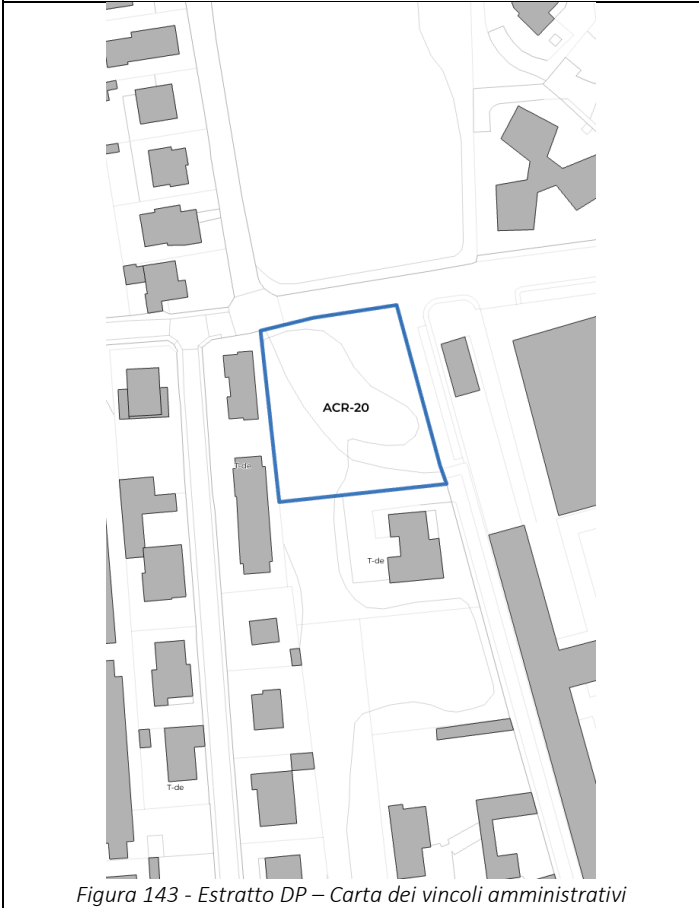 ACR-20
T-de
T-de
T-de
Figura 143 - Estratto DP – Carta dei vincoli amministrativi